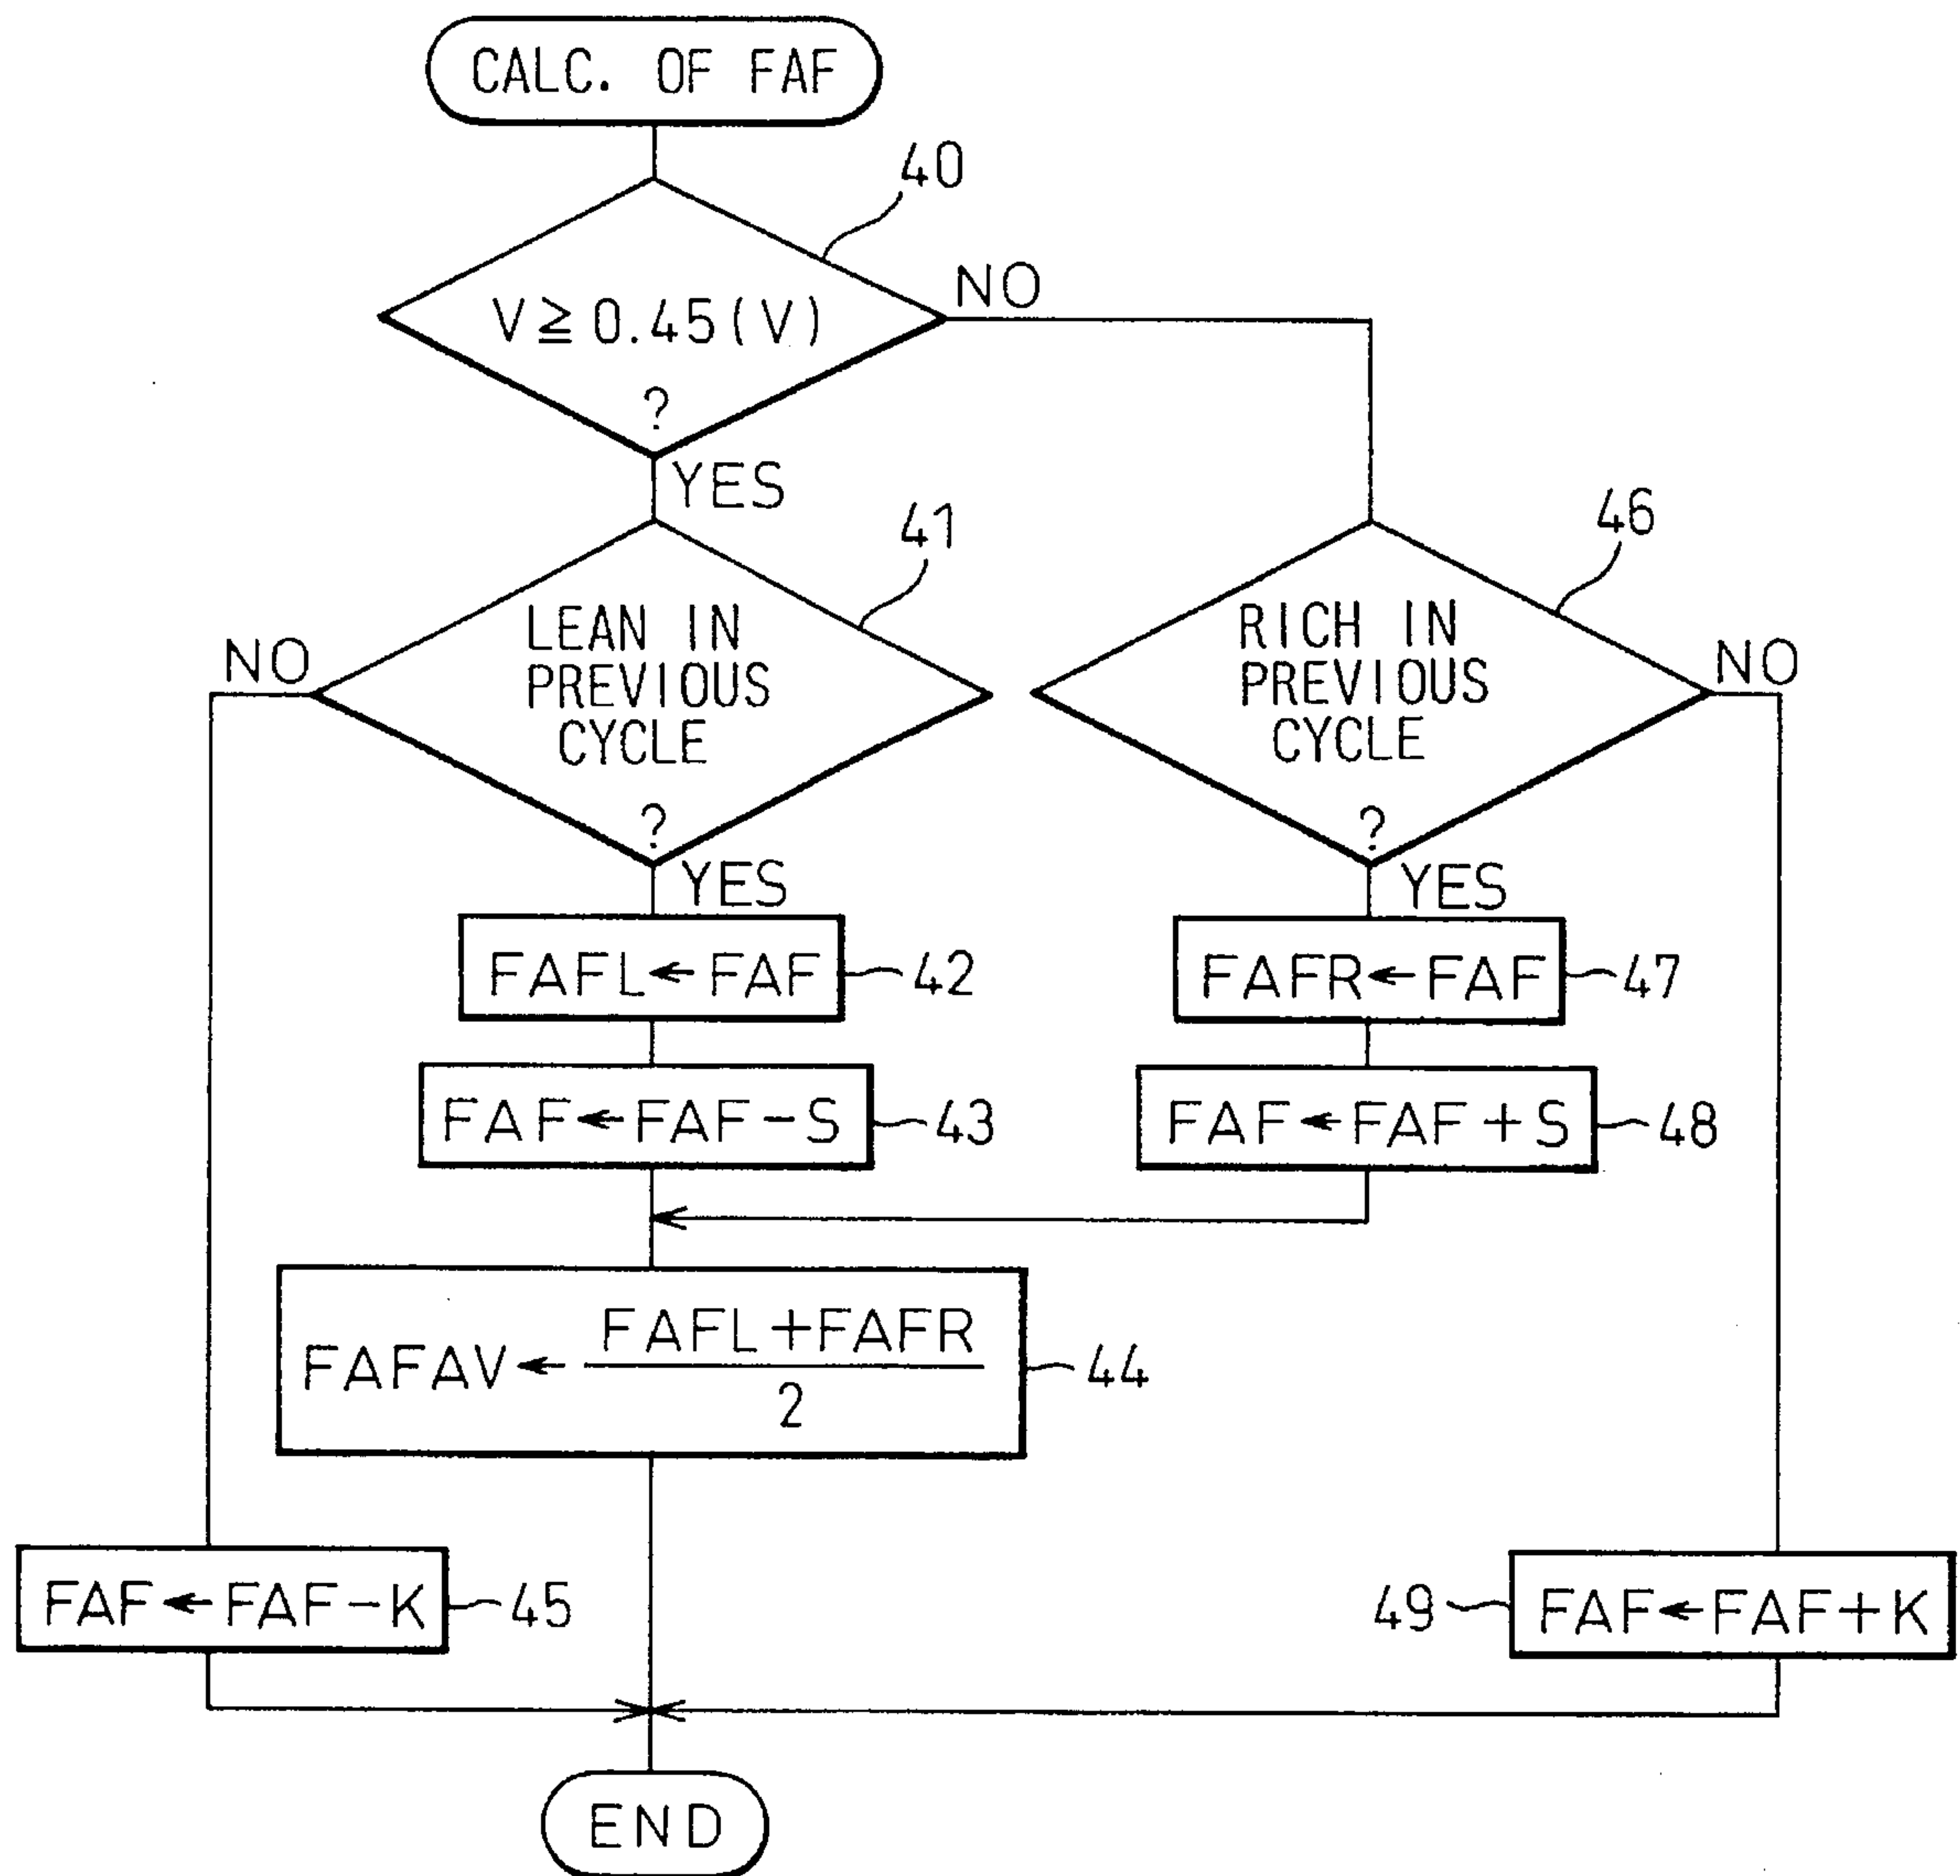 CALC. OF FAF
40
V≧0.45(V)
?
NO
YES
41
LEAN IN
PREVIOUS
CYCLE
?
NO
YES
46
RICH IN
PREVIOUS
CYCLE
?
NO
YES
FAFL←FAF
42
FAFR←FAF
47
FAF←FAF−S
43
FAF←FAF+S
48
FAFAV← FAFL+FAFR
2
44
FAF←FAF−K
45
49
FAF←FAF+K
END